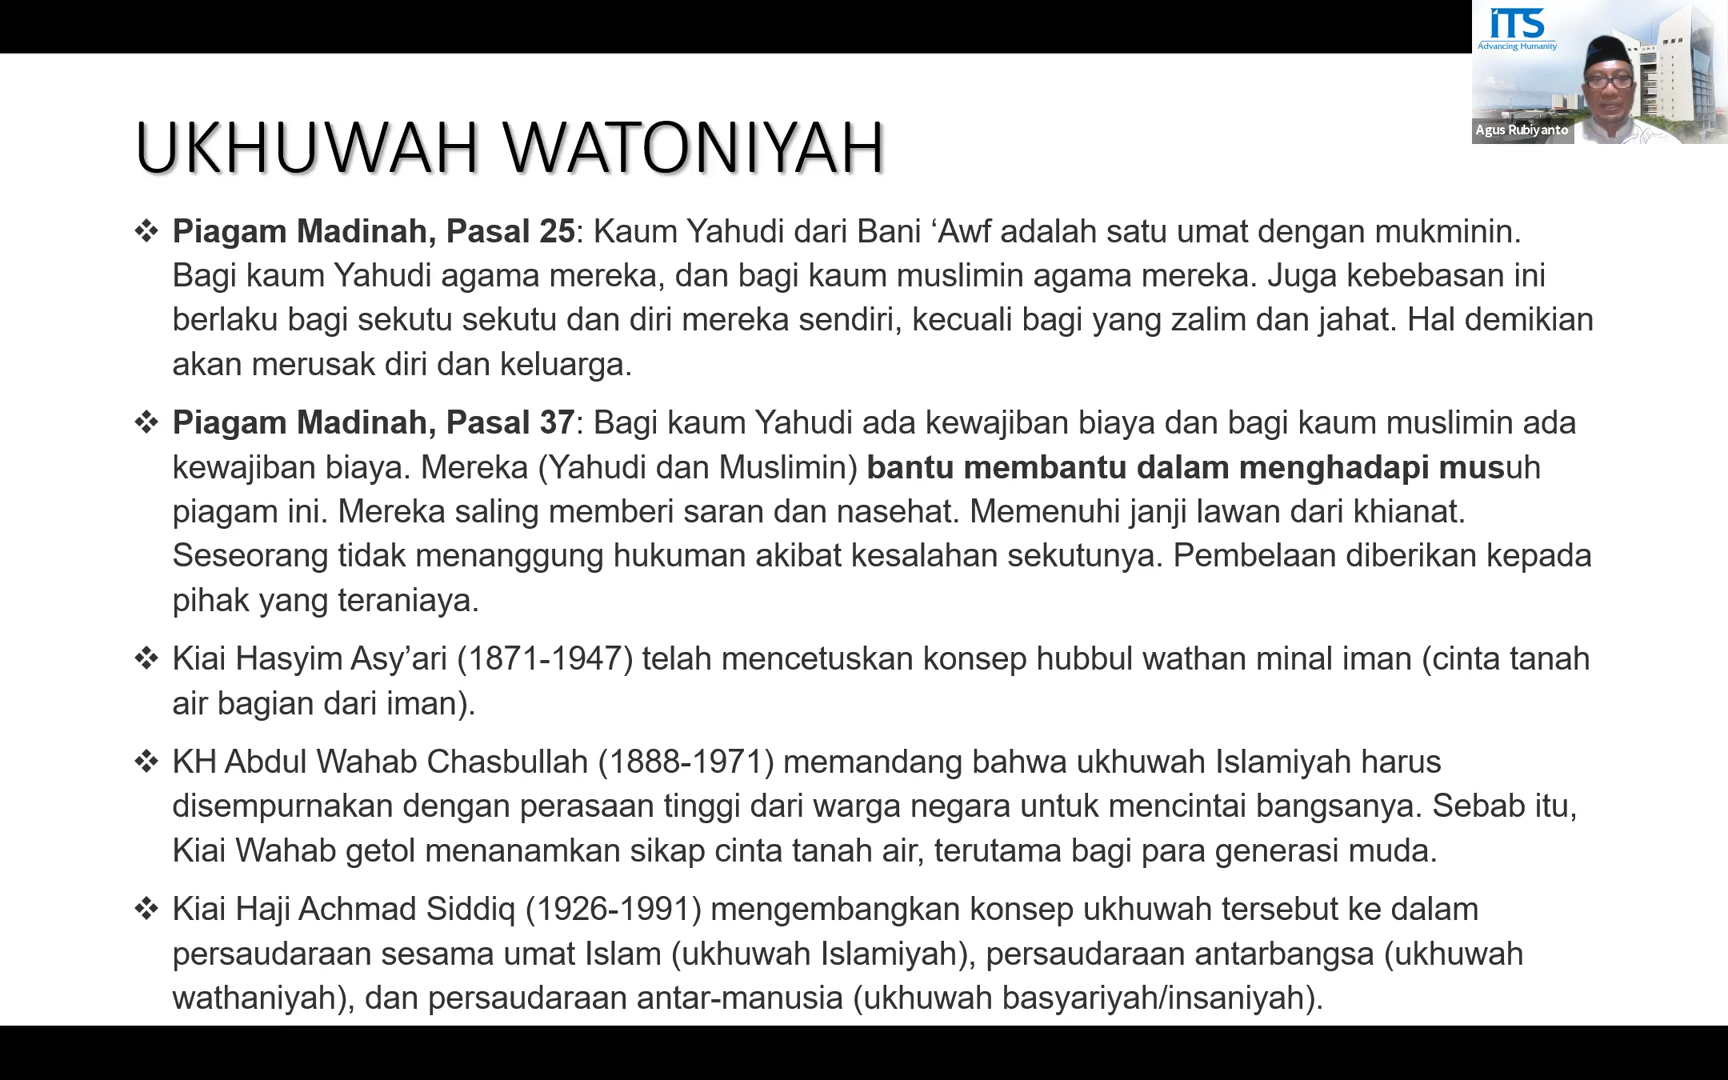 iTS
Advancing Humanity
Agus Rubiyanto
UKHUWAH WATONIYAH
❖ Piagam Madinah, Pasal 25: Kaum Yahudi dari Bani ‘Awf adalah satu umat dengan mukminin.
Bagi kaum Yahudi agama mereka, dan bagi kaum muslimin agama mereka. Juga kebebasan ini
berlaku bagi sekutu sekutu dan diri mereka sendiri, kecuali bagi yang zalim dan jahat. Hal demikian
akan merusak diri dan keluarga.
❖ Piagam Madinah, Pasal 37: Bagi kaum Yahudi ada kewajiban biaya dan bagi kaum muslimin ada
kewajiban biaya. Mereka (Yahudi dan Muslimin) bantu membantu dalam menghadapi musuh
piagam ini. Mereka saling memberi saran dan nasehat. Memenuhi janji lawan dari khianat.
Seseorang tidak menanggung hukuman akibat kesalahan sekutunya. Pembelaan diberikan kepada
pihak yang teraniaya.
❖ Kiai Hasyim Asy’ari (1871-1947) telah mencetuskan konsep hubbul wathan minal iman (cinta tanah
air bagian dari iman).
❖ KH Abdul Wahab Chasbullah (1888-1971) memandang bahwa ukhuwah Islamiyah harus
disempurnakan dengan perasaan tinggi dari warga negara untuk mencintai bangsanya. Sebab itu,
Kiai Wahab getol menanamkan sikap cinta tanah air, terutama bagi para generasi muda.
❖ Kiai Haji Achmad Siddiq (1926-1991) mengembangkan konsep ukhuwah tersebut ke dalam
persaudaraan sesama umat Islam (ukhuwah Islamiyah), persaudaraan antarbangsa (ukhuwah
wathaniyah), dan persaudaraan antar-manusia (ukhuwah basyariyah/insaniyah).